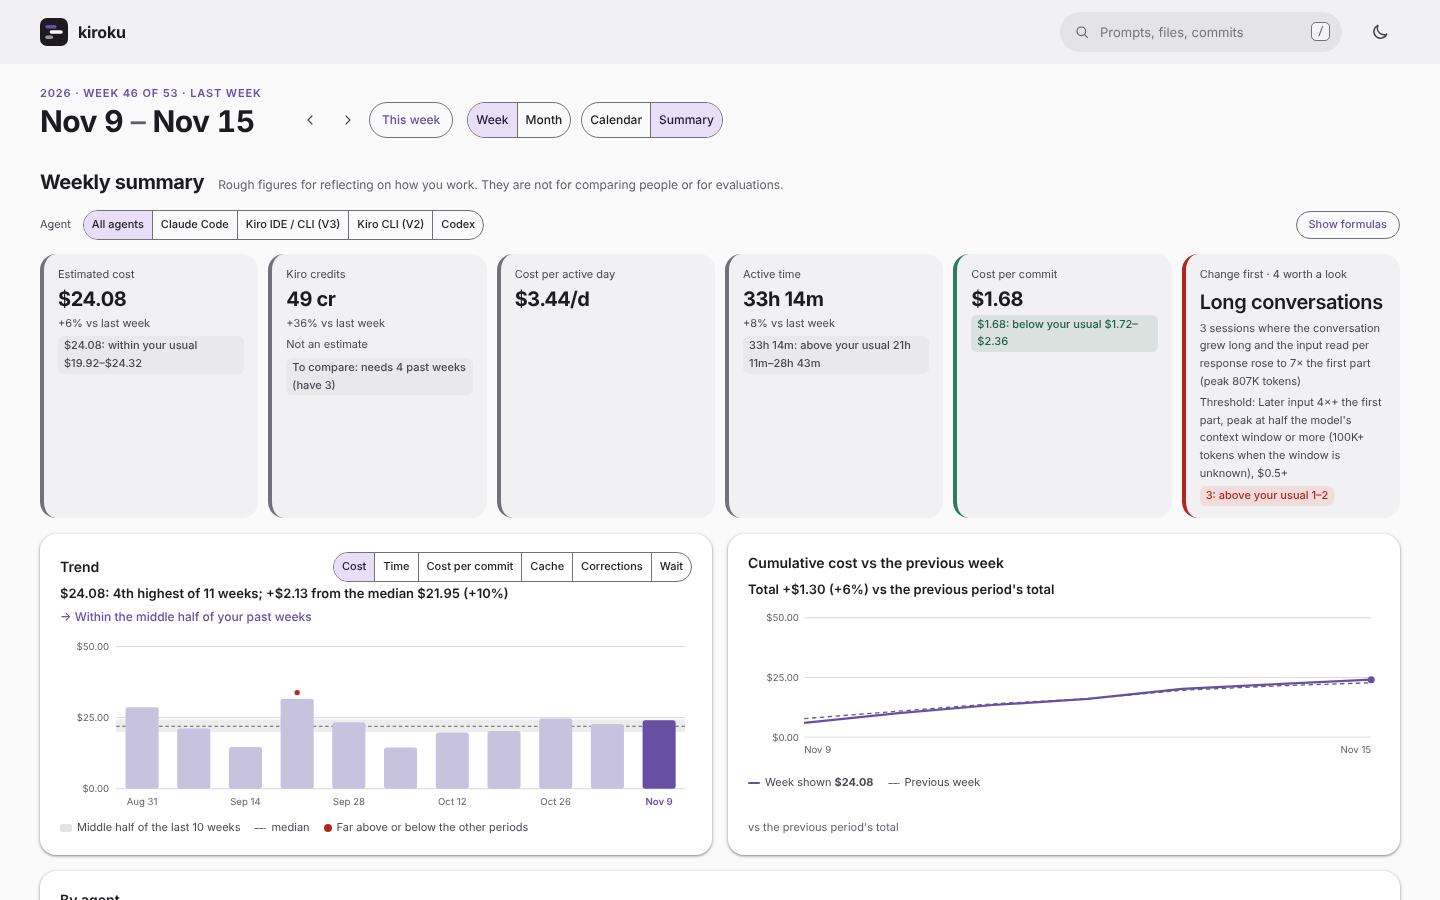 kiroku
Prompts, files, commits
/
2026 · WEEK 46 OF 53 · LAST WEEK
Nov 9 – Nov 15
This week
Week
Month
Calendar
Summary
Weekly summary
Rough figures for reflecting on how you work. They are not for comparing people or for evaluations.
Agent
All agents
Claude Code
Kiro IDE / CLI (V3)
Kiro CLI (V2)
Codex
Show formulas
Estimated cost
$24.08
+6% vs last week
$24.08: within your usual
$19.92–$24.32
Kiro credits
49 cr
+36% vs last week
Not an estimate
To compare: needs 4 past weeks
(have 3)
Cost per active day
$3.44/d
Active time
33h 14m
+8% vs last week
33h 14m: above your usual 21h
11m–28h 43m
Cost per commit
$1.68
$1.68: below your usual $1.72–
$2.36
Change first · 4 worth a look
Long conversations
3 sessions where the conversation
grew long and the input read per
response rose to 7× the first part
(peak 807K tokens)
Threshold: Later input 4×+ the first
part, peak at half the model's
context window or more (100K+
tokens when the window is
unknown), $0.5+
3: above your usual 1–2
Trend
Cost
Time
Cost per commit
Cache
Corrections
Wait
$24.08: 4th highest of 11 weeks; +$2.13 from the median $21.95 (+10%)
→ Within the middle half of your past weeks
$50.00
$25.00
$0.00
Aug 31
Sep 14
Sep 28
Oct 12
Oct 26
Nov 9
Middle half of the last 10 weeks
median
Far above or below the other periods
Cumulative cost vs the previous week
Total +$1.30 (+6%) vs the previous period's total
$50.00
$25.00
$0.00
Nov 9
Nov 15
Week shown $24.08
Previous week
vs the previous period's total
By agent